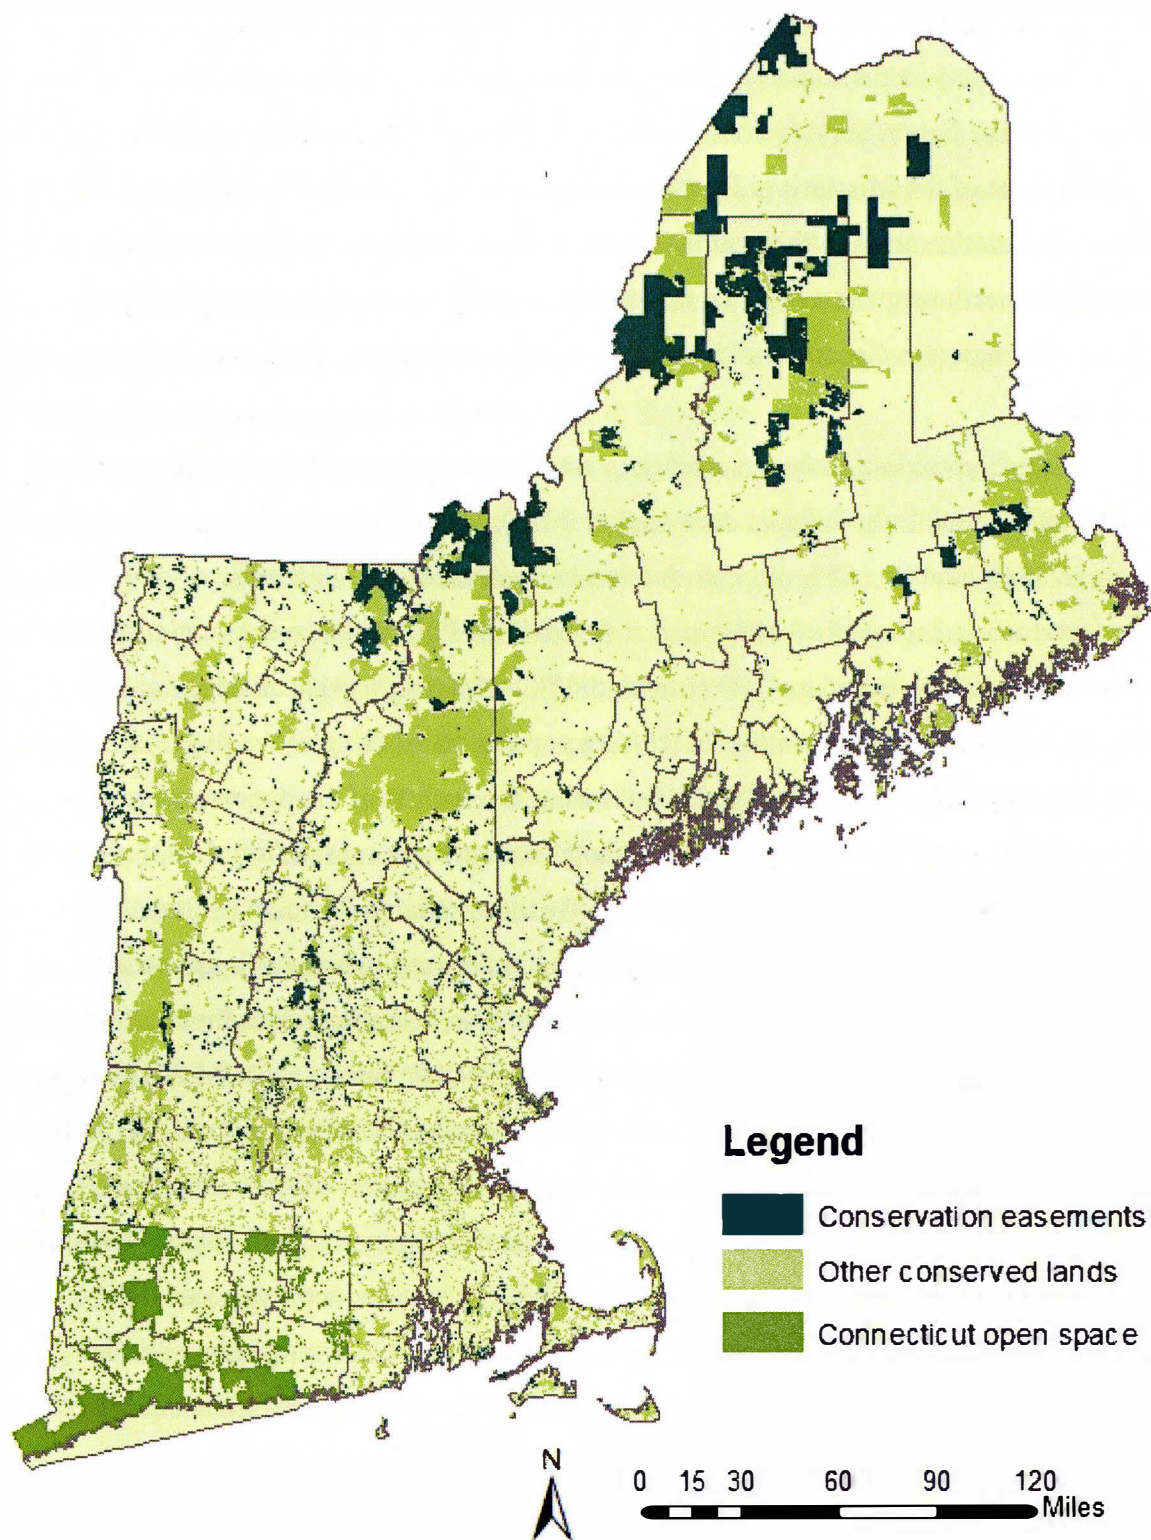 Legend
Conservation easements
Other conserved lands
Connecticut open space
N
0 15 30 60 90 120
Miles